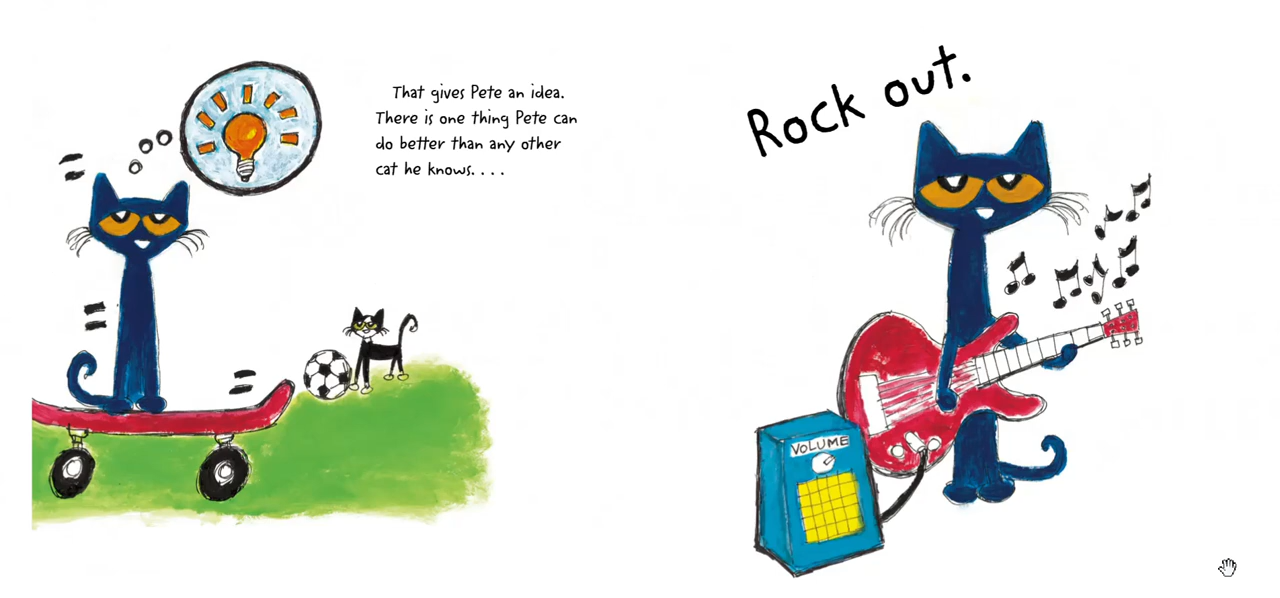 That gives Pete an idea.
There is one thing Pete can
do better than any other
cat he knows. . . .
Rock out.
VOLUME